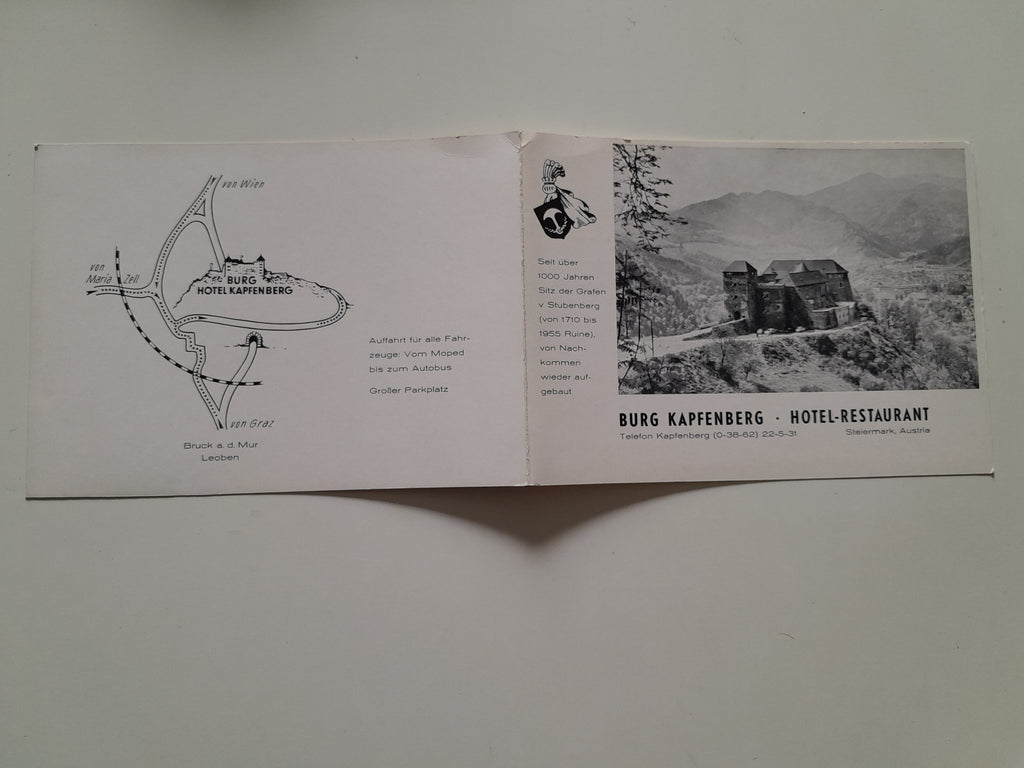 von Wien
von
Maria Zell
BURG
HOTEL KAPFENBERG
Auffahrt für alle Fahr-
zeuge: Vom Moped
bis zum Autobus
Großer Parkplatz
von Graz
Bruck a. d. Mur
Leoben
Seit über
1000 Jahren
Sitz der Grafen
v. Stubenberg
(von 1710 bis
1955 Ruine),
von Nach-
kommen
wieder auf-
gebaut
BURG KAPFENBERG · HOTEL-RESTAURANT
Telefon Kapfenberg (0-38-62) 22-5-31 Steiermark, Austria